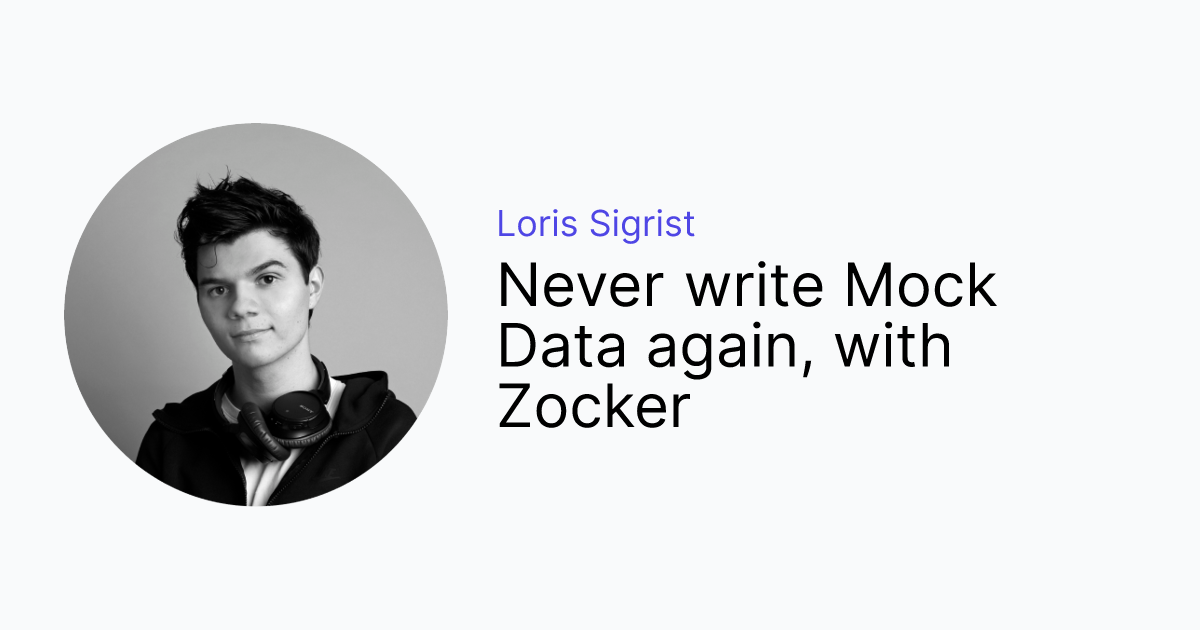 Loris Sigrist
Never write Mock
Data again, with
Zocker